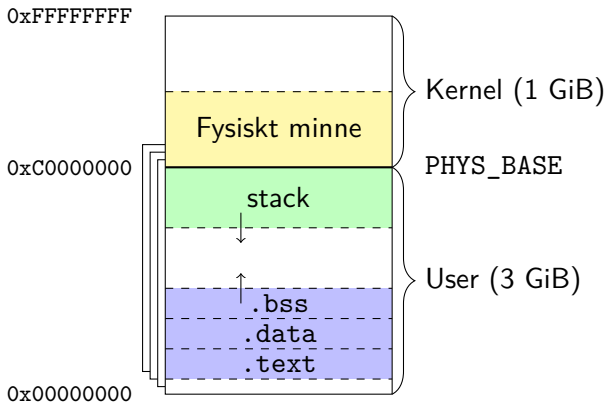 0xFFFFFFFF
Kernel (1 GiB)
Fysiskt minne
0xC0000000
PHYS_BASE
stack
User (3 GiB)
.bss
.data
.text
0x00000000